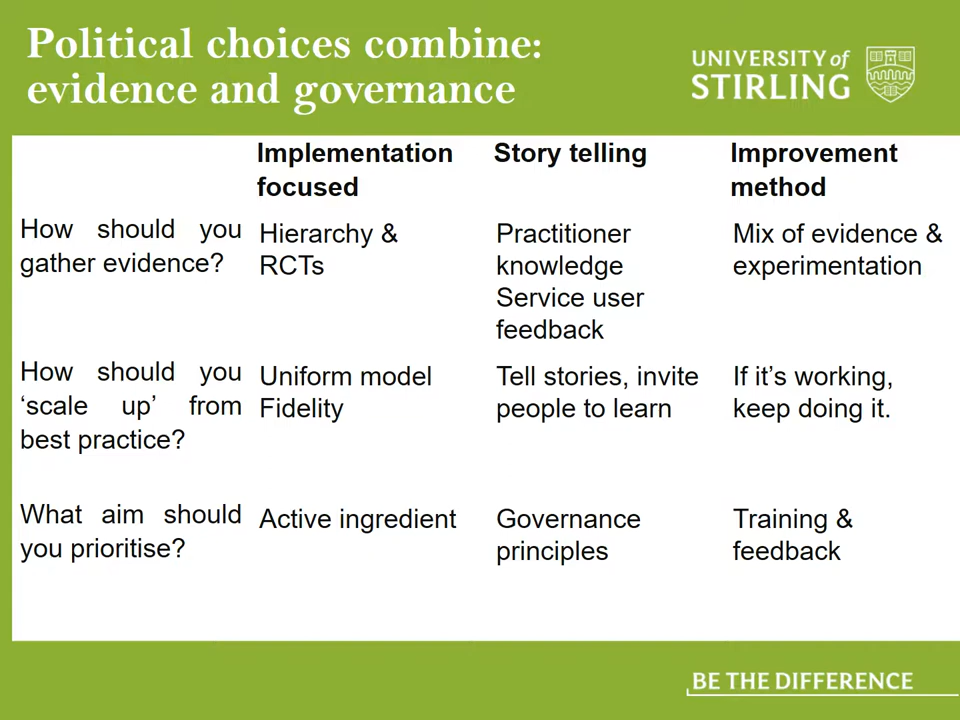 Political choices combine:
evidence and governance
UNIVERSITY of
STIRLING
Implementation
focused
Story telling
Improvement
method
How should you
gather evidence?
Hierarchy &
RCTs
Practitioner
knowledge
Service user
feedback
Mix of evidence &
experimentation
How should you
‘scale up’ from
best practice?
Uniform model
Fidelity
Tell stories, invite
people to learn
If it’s working,
keep doing it.
What aim should
you prioritise?
Active ingredient
Governance
principles
Training &
feedback
BE THE DIFFERENCE